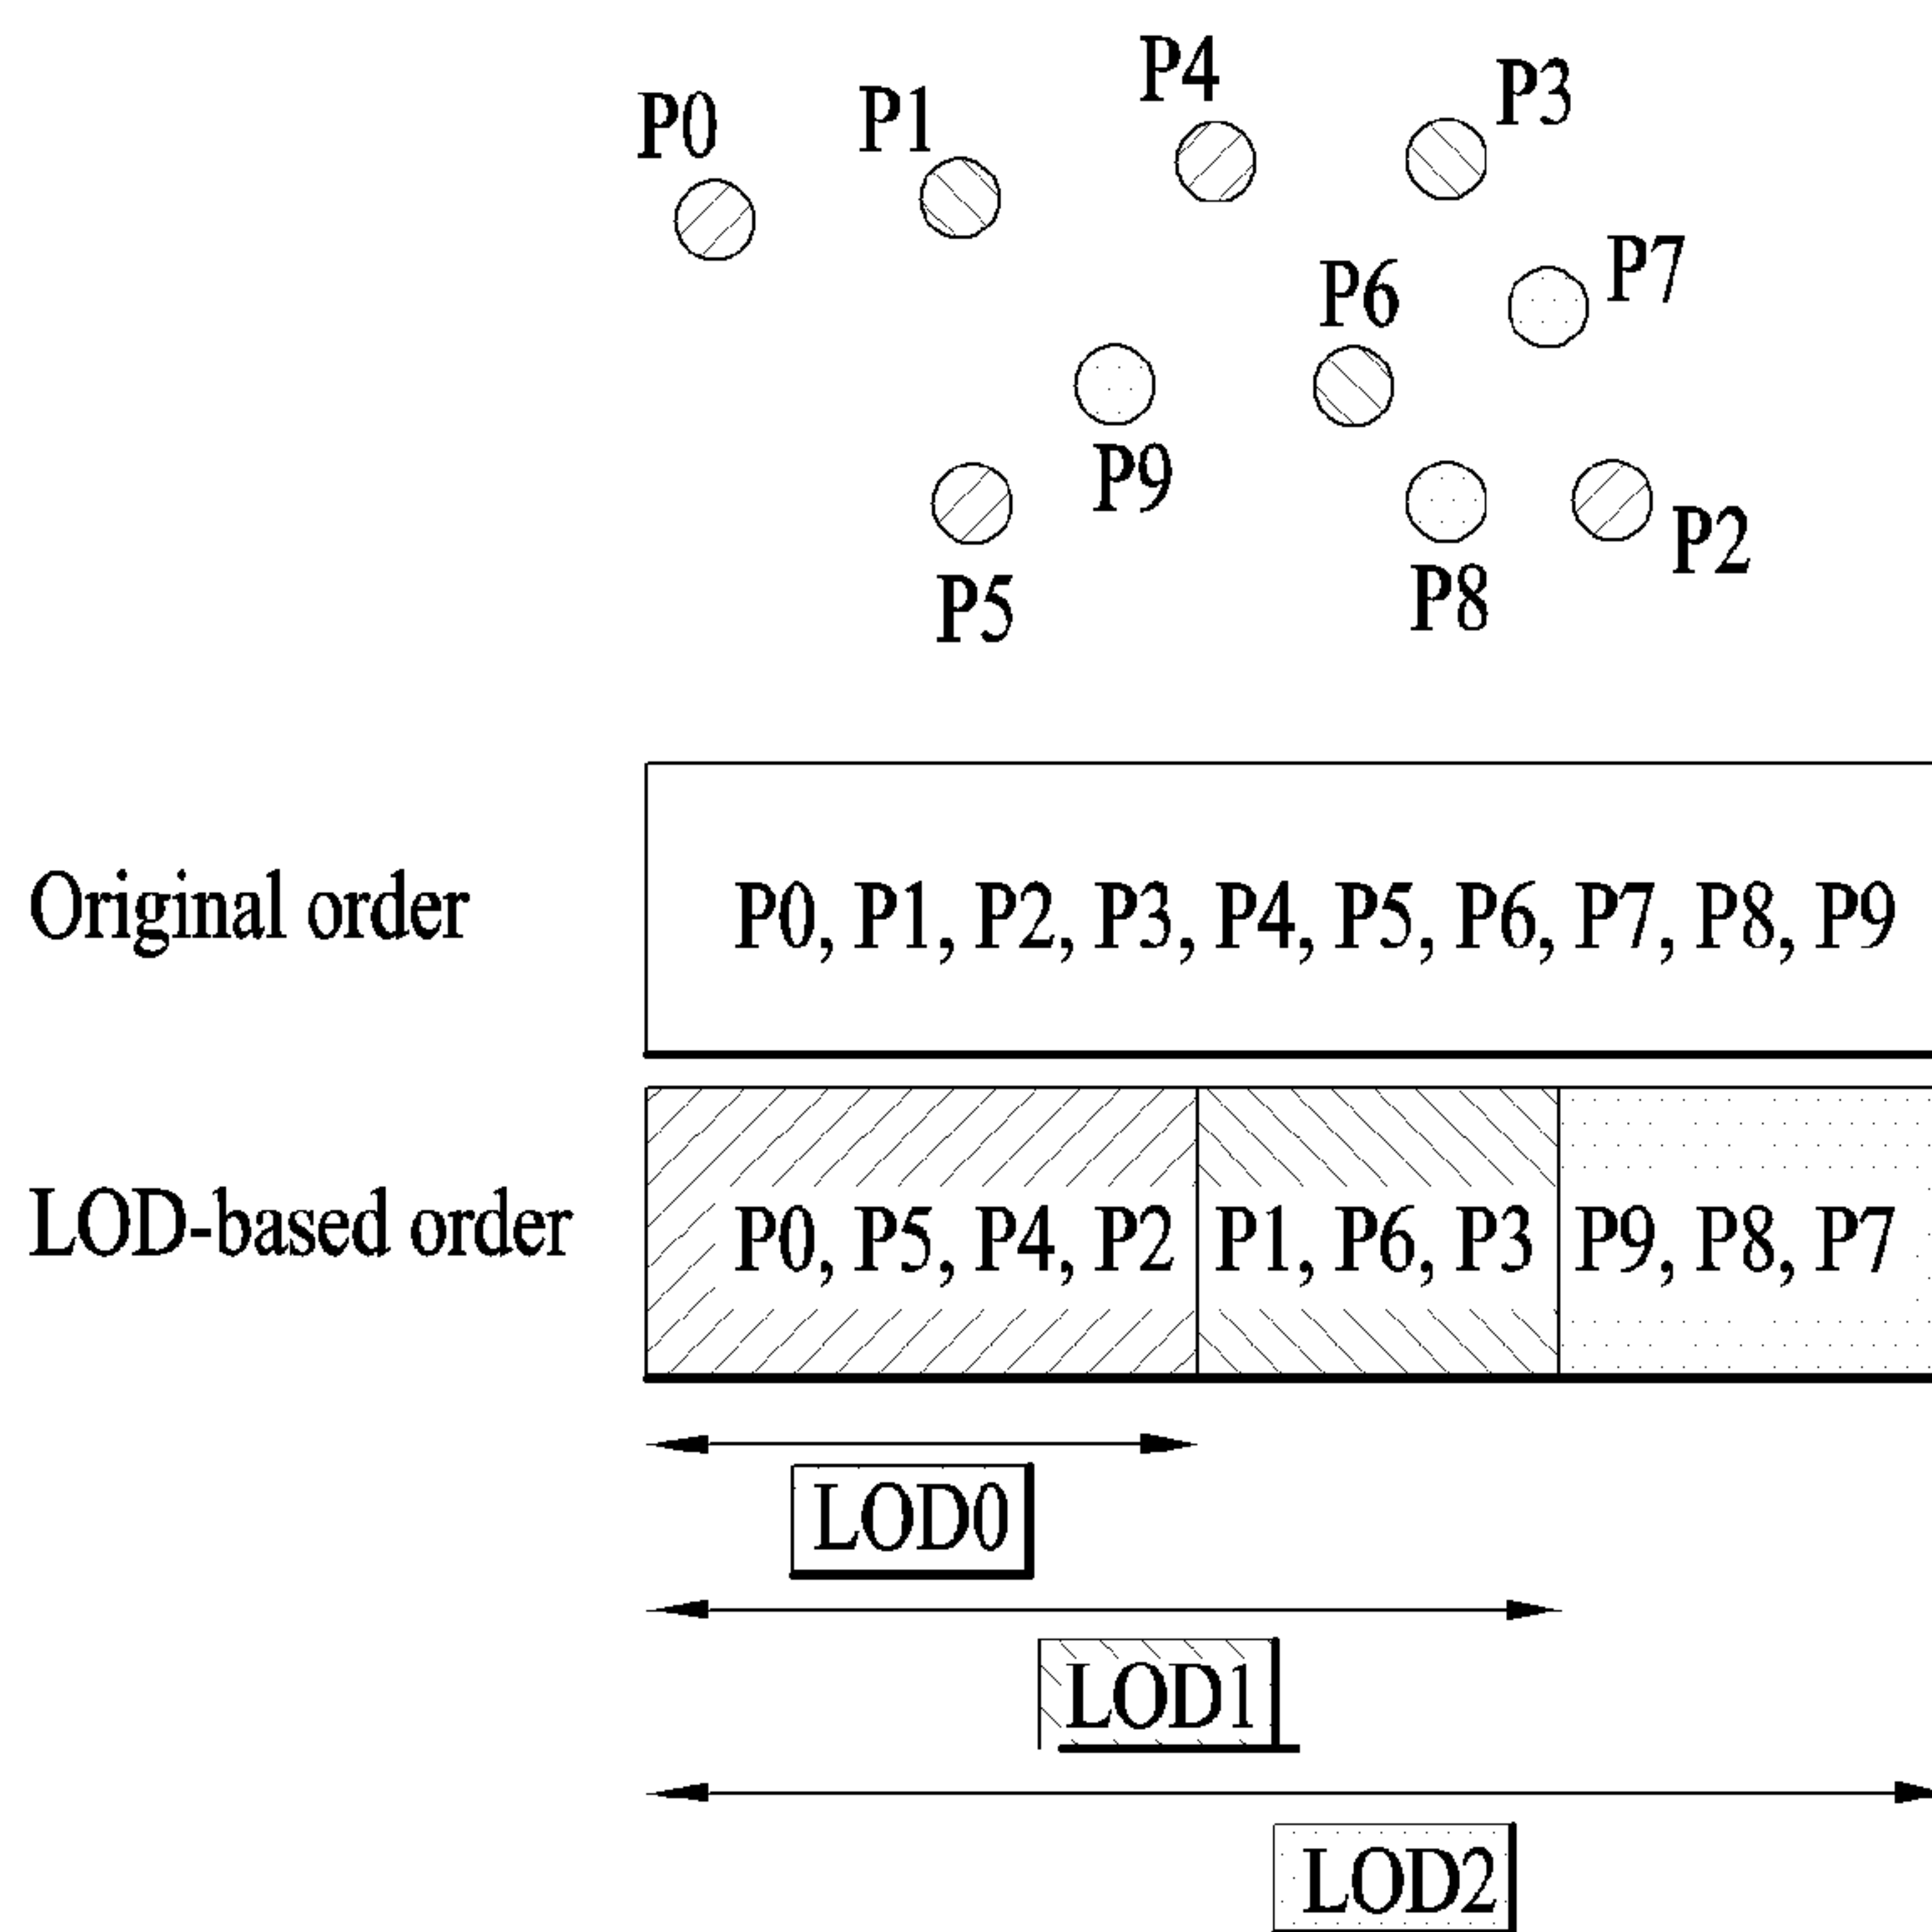 P4
P3
P0
P1
P7
P6
P9
P2
P8
P5
Original order
P0, P1, P2, P3, P4, P5, P6, P7, P8, P9
LOD-based order
P0, P5, P4, P2
P1, P6, P3
P9, P8, P7
LOD0
LOD1
LOD2